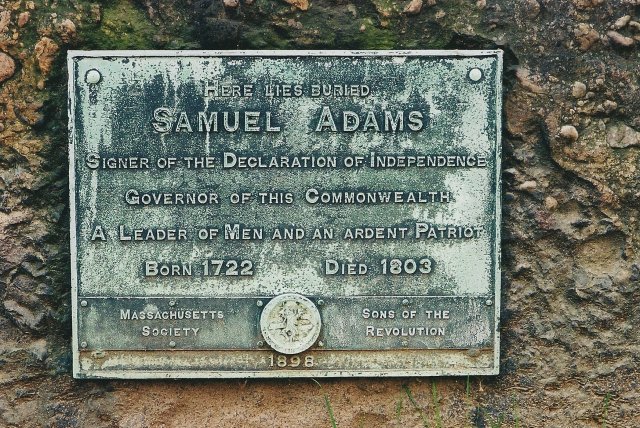 Here lies buried
Samuel Adams
Signer of the Declaration of Independence
Governor of this Commonwealth
A Leader of Men and an ardent Patriot
Born 1722 Died 1803
Massachusetts Society
Sons of the Revolution
1898